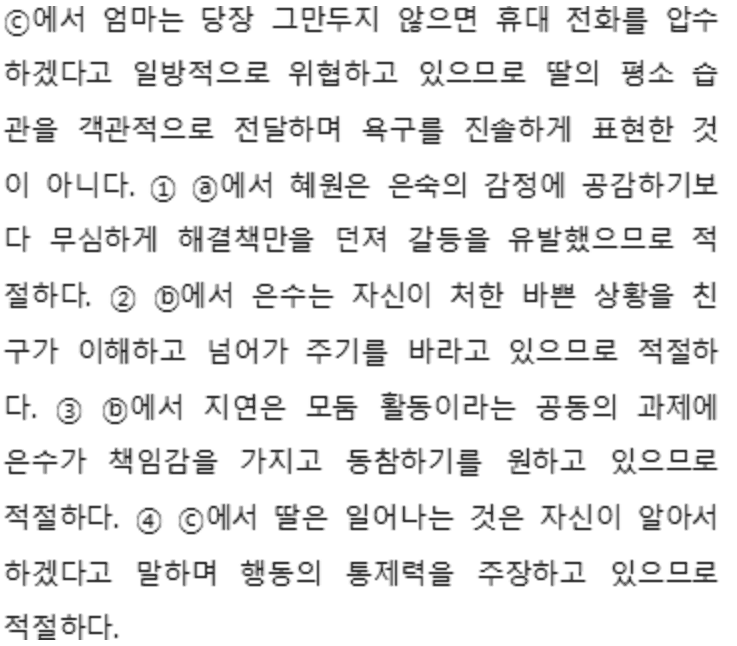 ⓒ에서 엄마는 당장 그만두지 않으면 휴대 전화를 압수
하겠다고 일방적으로 위협하고 있으므로 딸의 평소 습
관을 객관적으로 전달하며 욕구를 진솔하게 표현한 것
이 아니다. ① ⓐ에서 혜원은 은숙의 감정에 공감하기보
다 무심하게 해결책만을 던져 갈등을 유발했으므로 적
절하다. ② ⓑ에서 은수는 자신이 처한 바쁜 상황을 친
구가 이해하고 넘어가 주기를 바라고 있으므로 적절하
다. ③ ⓑ에서 지연은 모둠 활동이라는 공동의 과제에
은수가 책임감을 가지고 동참하기를 원하고 있으므로
적절하다. ④ ⓒ에서 딸은 일어나는 것은 자신이 알아서
하겠다고 말하며 행동의 통제력을 주장하고 있으므로
적절하다.